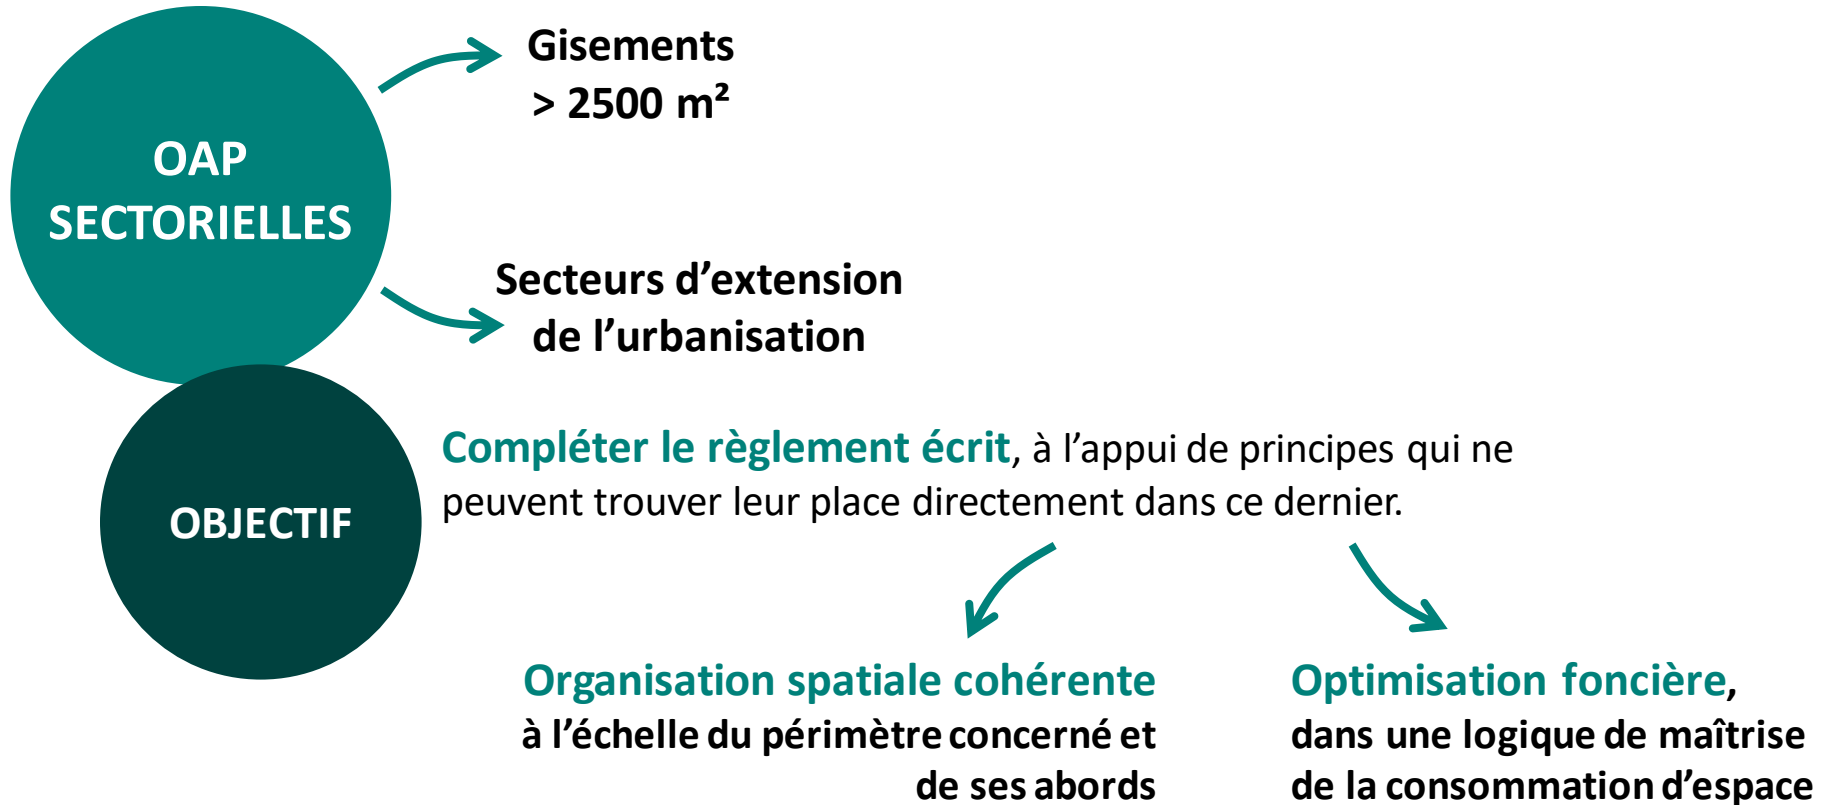 OAP
SECTORIELLES
Gisements
> 2500 m²
Secteurs d’extension
de l’urbanisation
OBJECTIF
Compléter le règlement écrit, à l’appui de principes qui ne
peuvent trouver leur place directement dans ce dernier.
Organisation spatiale cohérente
à l’échelle du périmètre concerné et
de ses abords
Optimisation foncière,
dans une logique de maîtrise
de la consommation d’espace